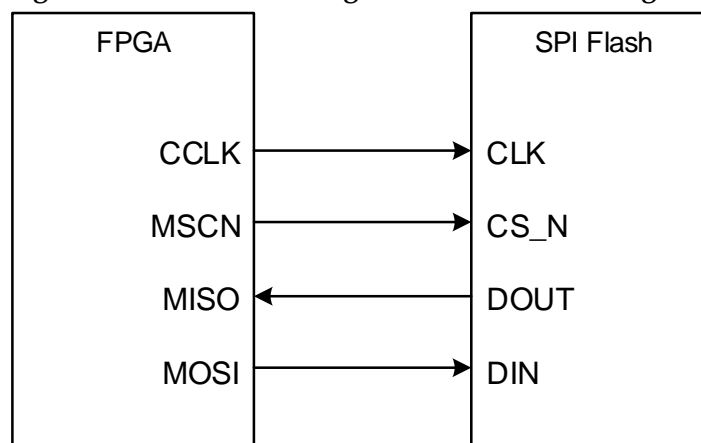 FPGA
SPI Flash
CCLK
CLK
MSCN
CS_N
MISO
DOUT
MOSI
DIN